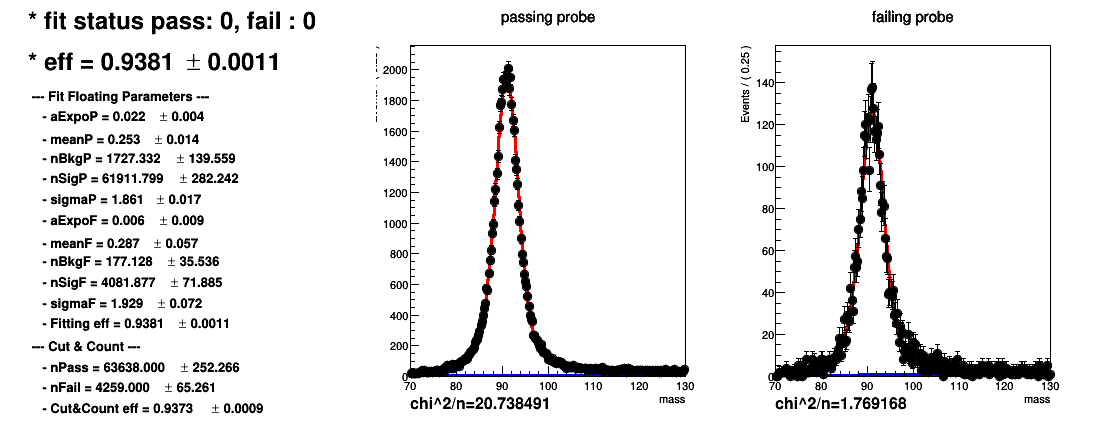 * fit status pass: 0, fail : 0
* eff = 0.9381 ± 0.0011
--- Fit Floating Parameters ---
- aExpoP = 0.022 ± 0.004
- meanP = 0.253 ± 0.014
- nBkgP = 1727.332 ± 139.559
- nSigP = 61911.799 ± 282.242
- sigmaP = 1.861 ± 0.017
- aExpoF = 0.006 ± 0.009
- meanF = 0.287 ± 0.057
- nBkgF = 177.128 ± 35.536
- nSigF = 4081.877 ± 71.885
- sigmaF = 1.929 ± 0.072
- Fitting eff = 0.9381 ± 0.0011
--- Cut & Count ---
- nPass = 63638.000 ± 252.266
- nFail = 4259.000 ± 65.261
- Cut&Count eff = 0.9373 ± 0.0009
passing probe
2000
1800
1600
1400
1200
1000
800
600
400
200
0
70 80 90 100 110 120 130
mass
chi^2/n=20.738491
failing probe
Events / ( 0.25 )
140
120
100
80
60
40
20
0
70 80 90 100 110 120 130
mass
chi^2/n=1.769168